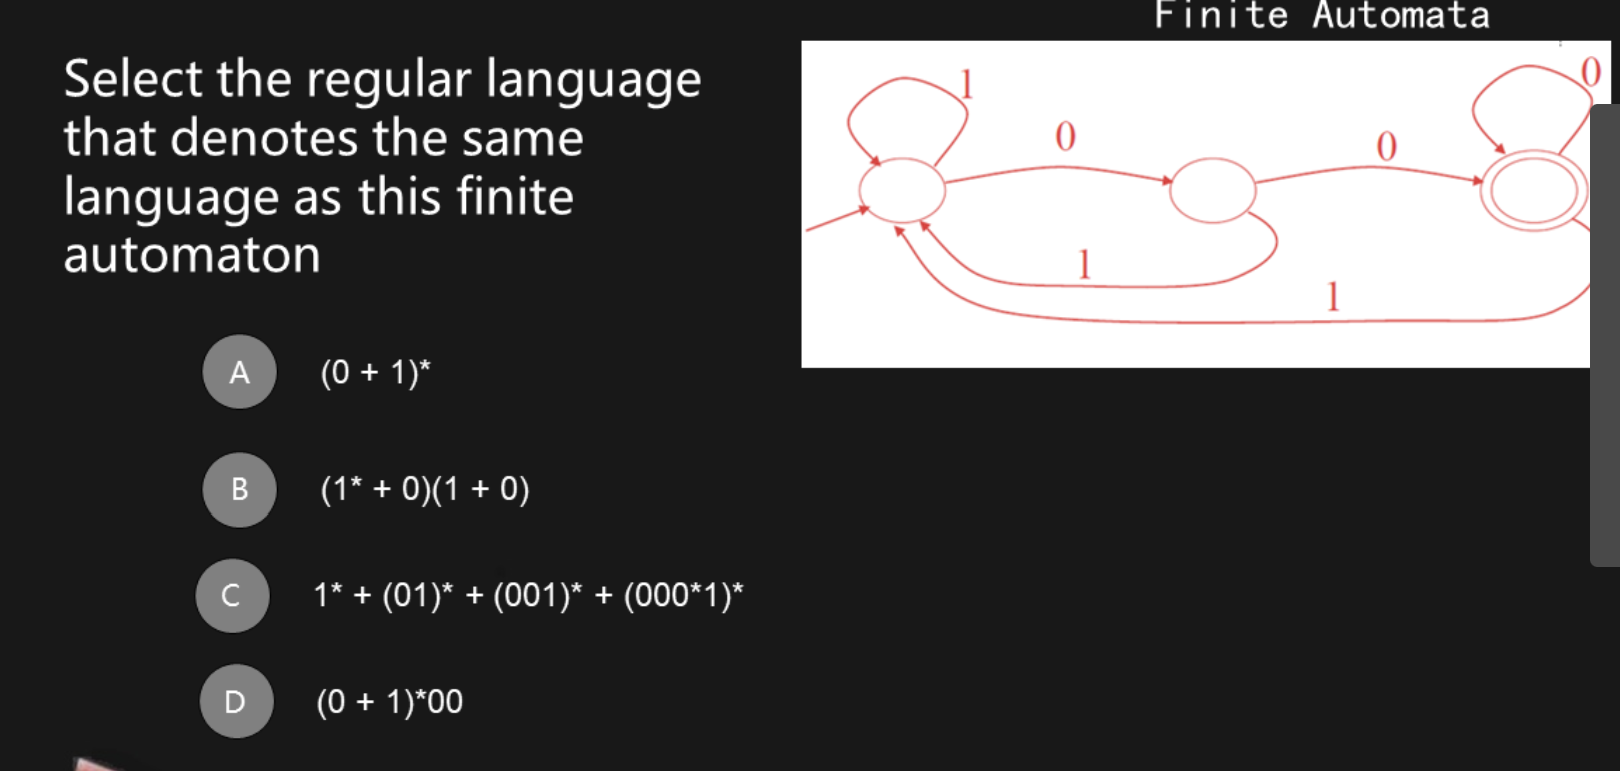 Finite Automata
Select the regular language
that denotes the same
language as this finite
automaton
1
0
0
0
1
1
A (0 + 1)*
B (1* + 0)(1 + 0)
C 1* + (01)* + (001)* + (000*1)*
D (0 + 1)*00